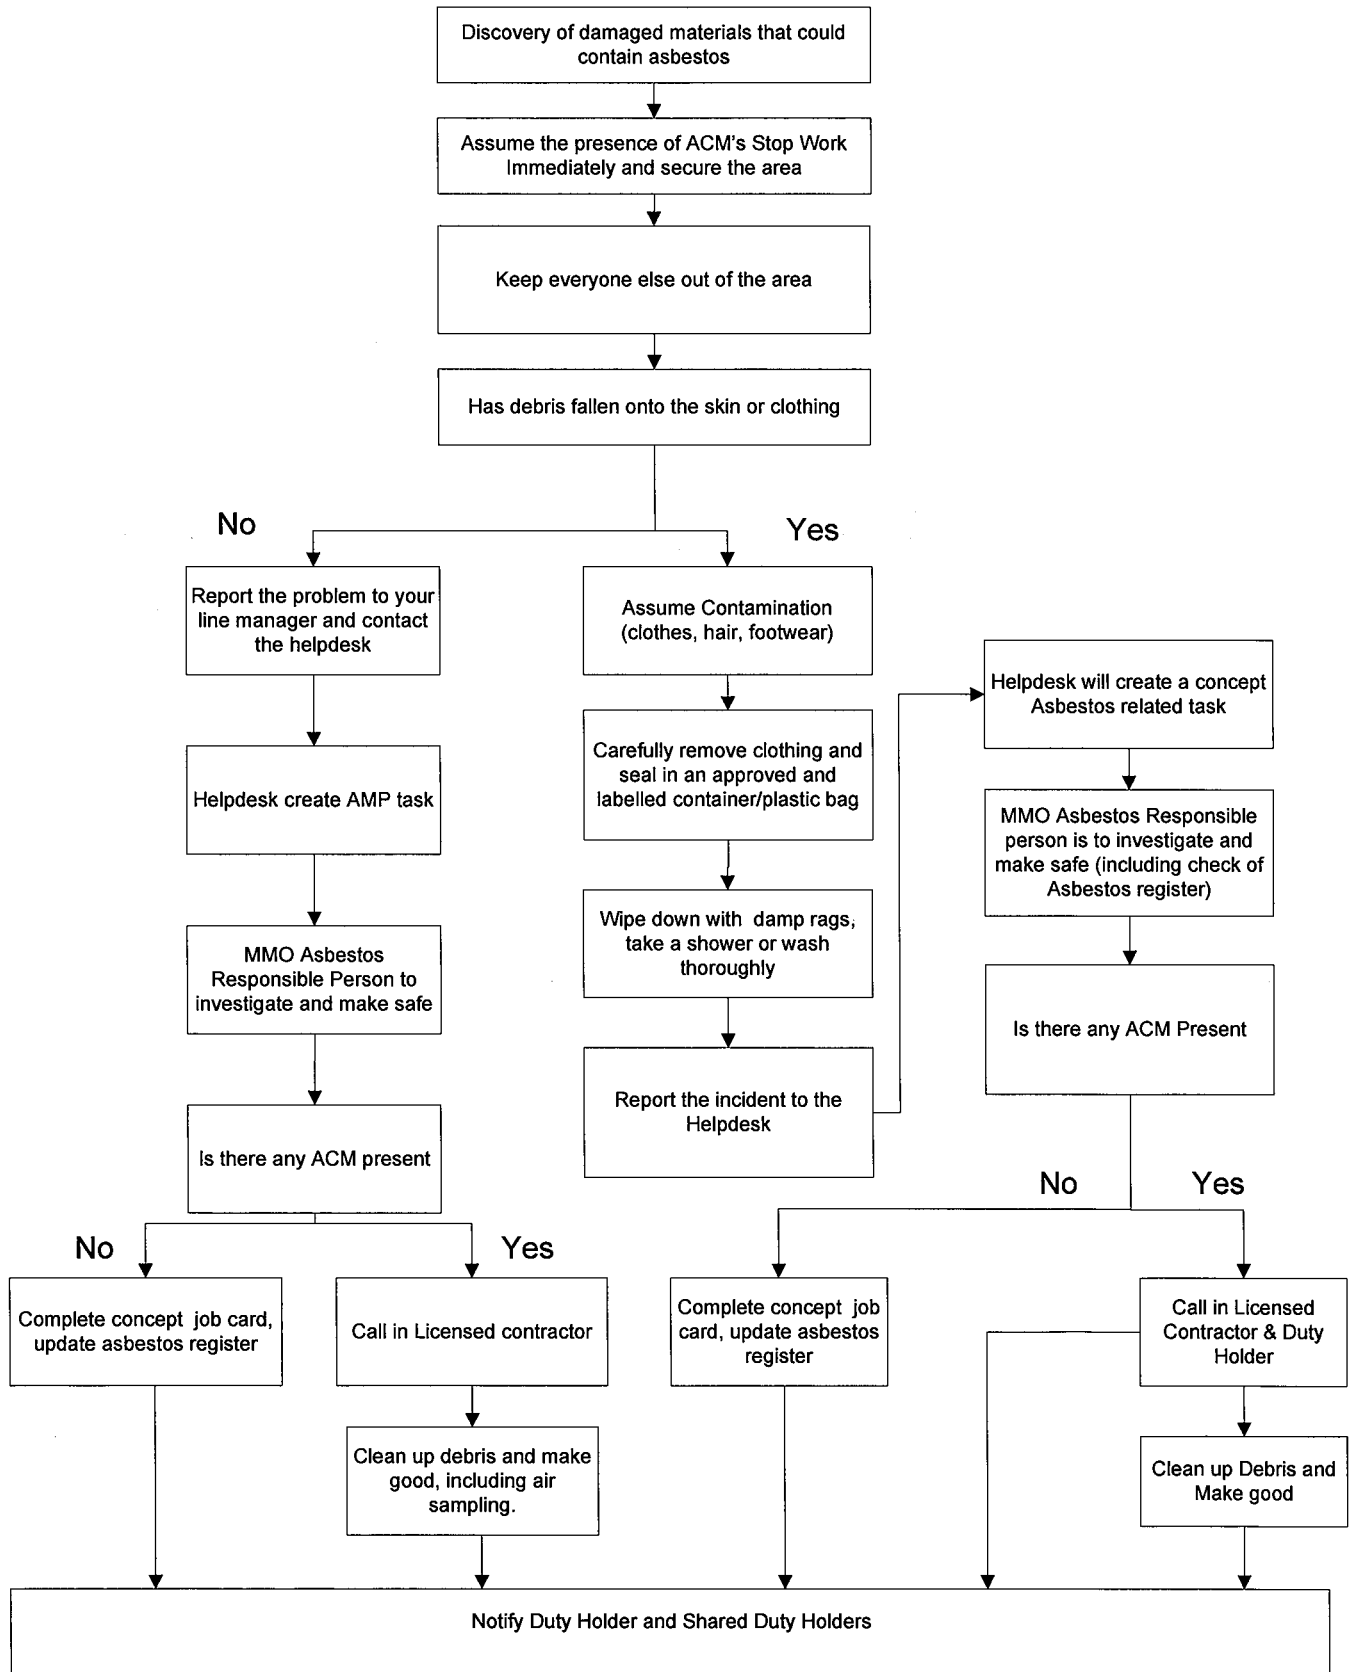 Discovery of damaged materials that could
contain asbestos
Assume the presence of ACM's Stop Work
Immediately and secure the area
Keep everyone else out of the area
Has debris fallen onto the skin or clothing
No
Yes
Report the problem to your
line manager and contact
the helpdesk
Helpdesk create AMP task
MMO Asbestos
Responsible Person to
investigate and make safe
Is there any ACM present
No
Yes
Complete concept job card,
update asbestos register
Call in Licensed contractor
Clean up debris and make
good, including air
sampling.
Assume Contamination
(clothes, hair, footwear)
Carefully remove clothing and
seal in an approved and
labelled container/plastic bag
Wipe down with damp rags,
take a shower or wash
thoroughly
Report the incident to the
Helpdesk
Helpdesk will create a concept
Asbestos related task
MMO Asbestos Responsible
person is to investigate and
make safe (including check of
Asbestos register)
Is there any ACM Present
No
Yes
Complete concept job
card, update asbestos
register
Call in Licensed
Contractor & Duty
Holder
Clean up Debris and
Make good
Notify Duty Holder and Shared Duty Holders